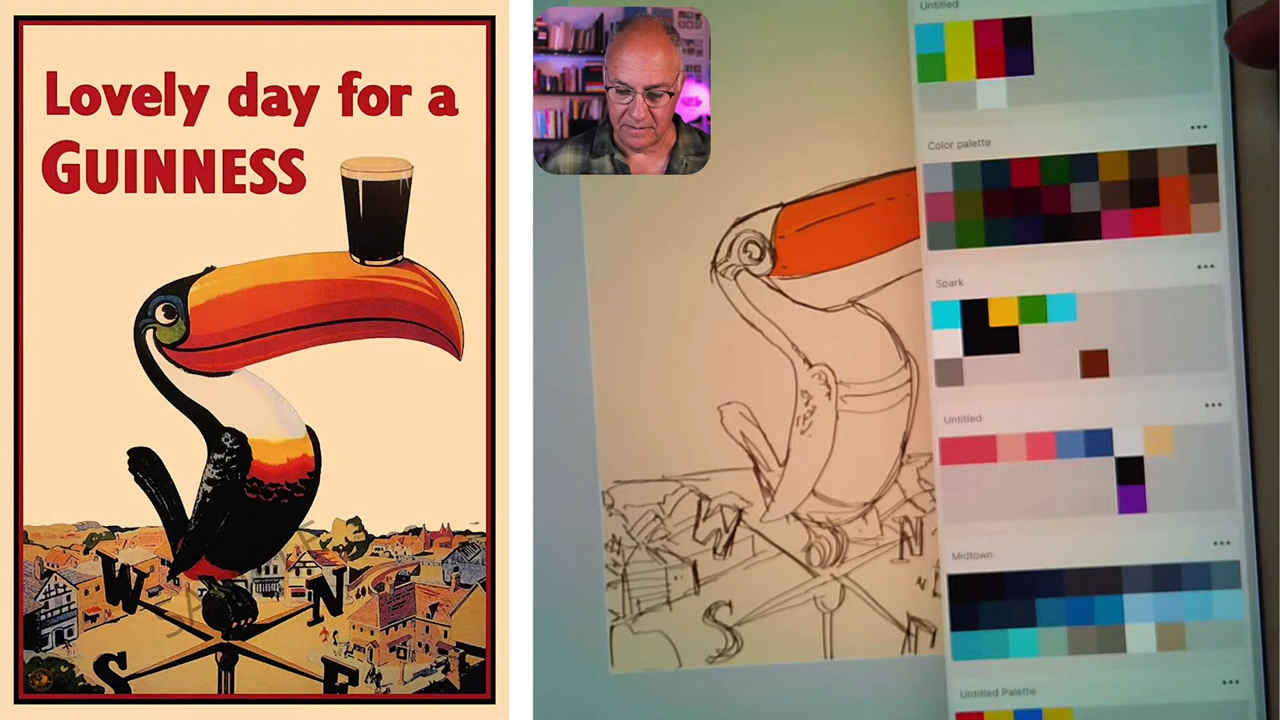 Lovely day for a
GUINNESS
W
N
S
E
Untitled
Color palette
Spark
Untitled
Midtown
Untitled Palette
W
N
S